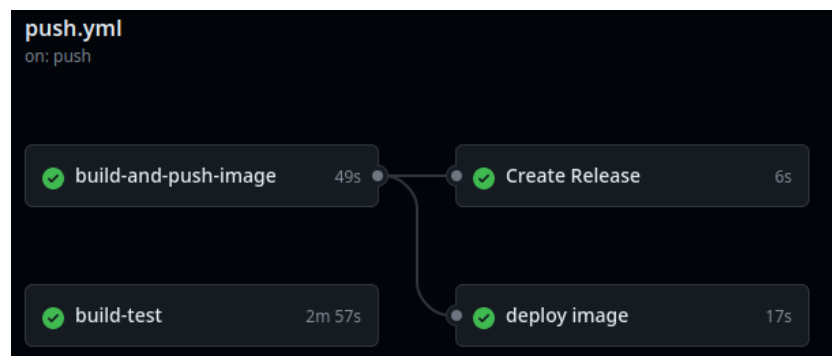 push.yml
on: push
build-and-push-image 49s
Create Release 6s
build-test 2m 57s
deploy image 17s